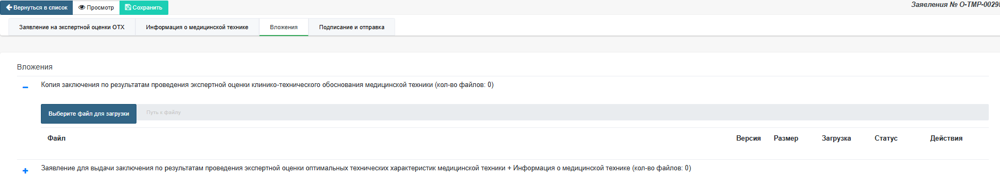 Вернуться в список Просмотр Сохранить Заявления № O-TMP-00295
Заявление на экспертной оценки ОТХ Информация о медицинской технике Вложения Подписание и отправка
Вложения
Копия заключения по результатам проведения экспертной оценки клинико-технического обоснования медицинской техники (кол-во файлов: 0)
Выберите файл для загрузки Путь к файлу
Файл Версия Размер Загрузка Статус Действия
Заявление для выдачи заключения по результатам проведения экспертной оценки оптимальных технических характеристик медицинской техники + Информация о медицинской технике (кол-во файлов: 0)